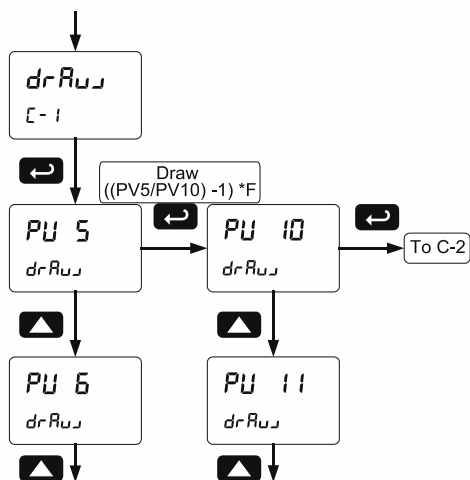 drAw
C-1
Draw
((PV5/PV10) -1) *F
PV 5
drAw
PV 10
drAw
To C-2
PV 6
drAw
PV 11
drAw